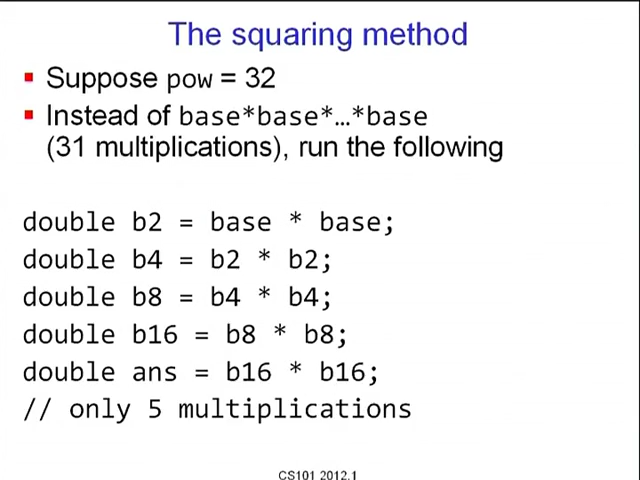 The squaring method
Suppose pow = 32
Instead of base*base*…*base
(31 multiplications), run the following
double b2 = base * base;
double b4 = b2 * b2;
double b8 = b4 * b4;
double b16 = b8 * b8;
double ans = b16 * b16;
// only 5 multiplications
CS101 2012.1